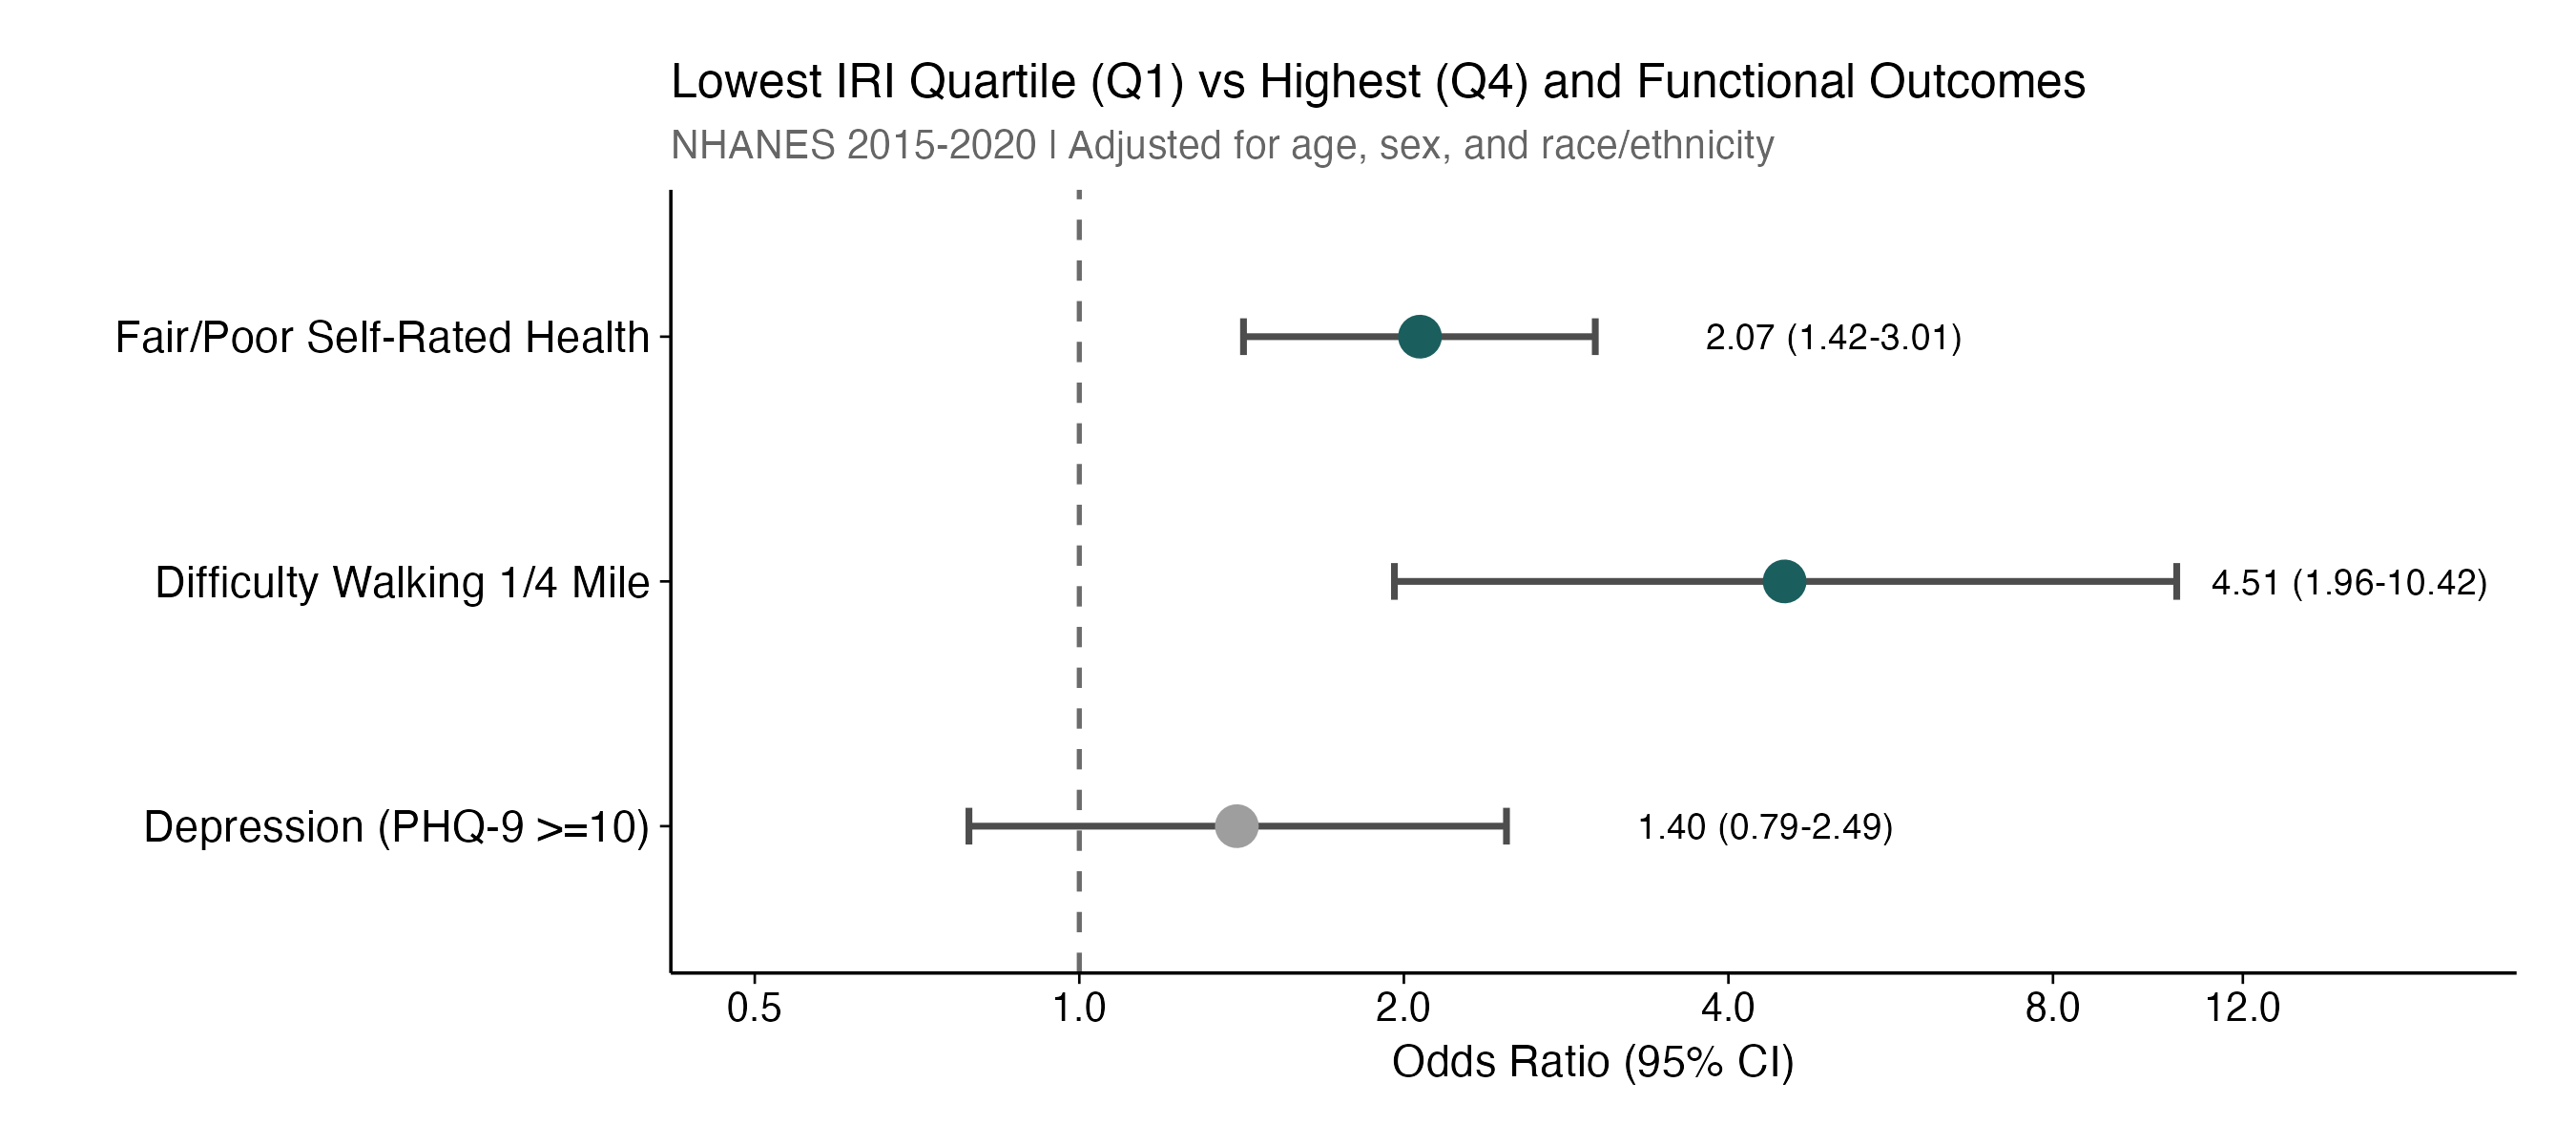 Lowest IRI Quartile (Q1) vs Highest (Q4) and Functional Outcomes
NHANES 2015-2020 | Adjusted for age, sex, and race/ethnicity
Fair/Poor Self-Rated Health
2.07 (1.42-3.01)
Difficulty Walking 1/4 Mile
4.51 (1.96-10.42)
Depression (PHQ-9 >=10)
1.40 (0.79-2.49)
0.5 1.0 2.0 4.0 8.0 12.0
Odds Ratio (95% CI)